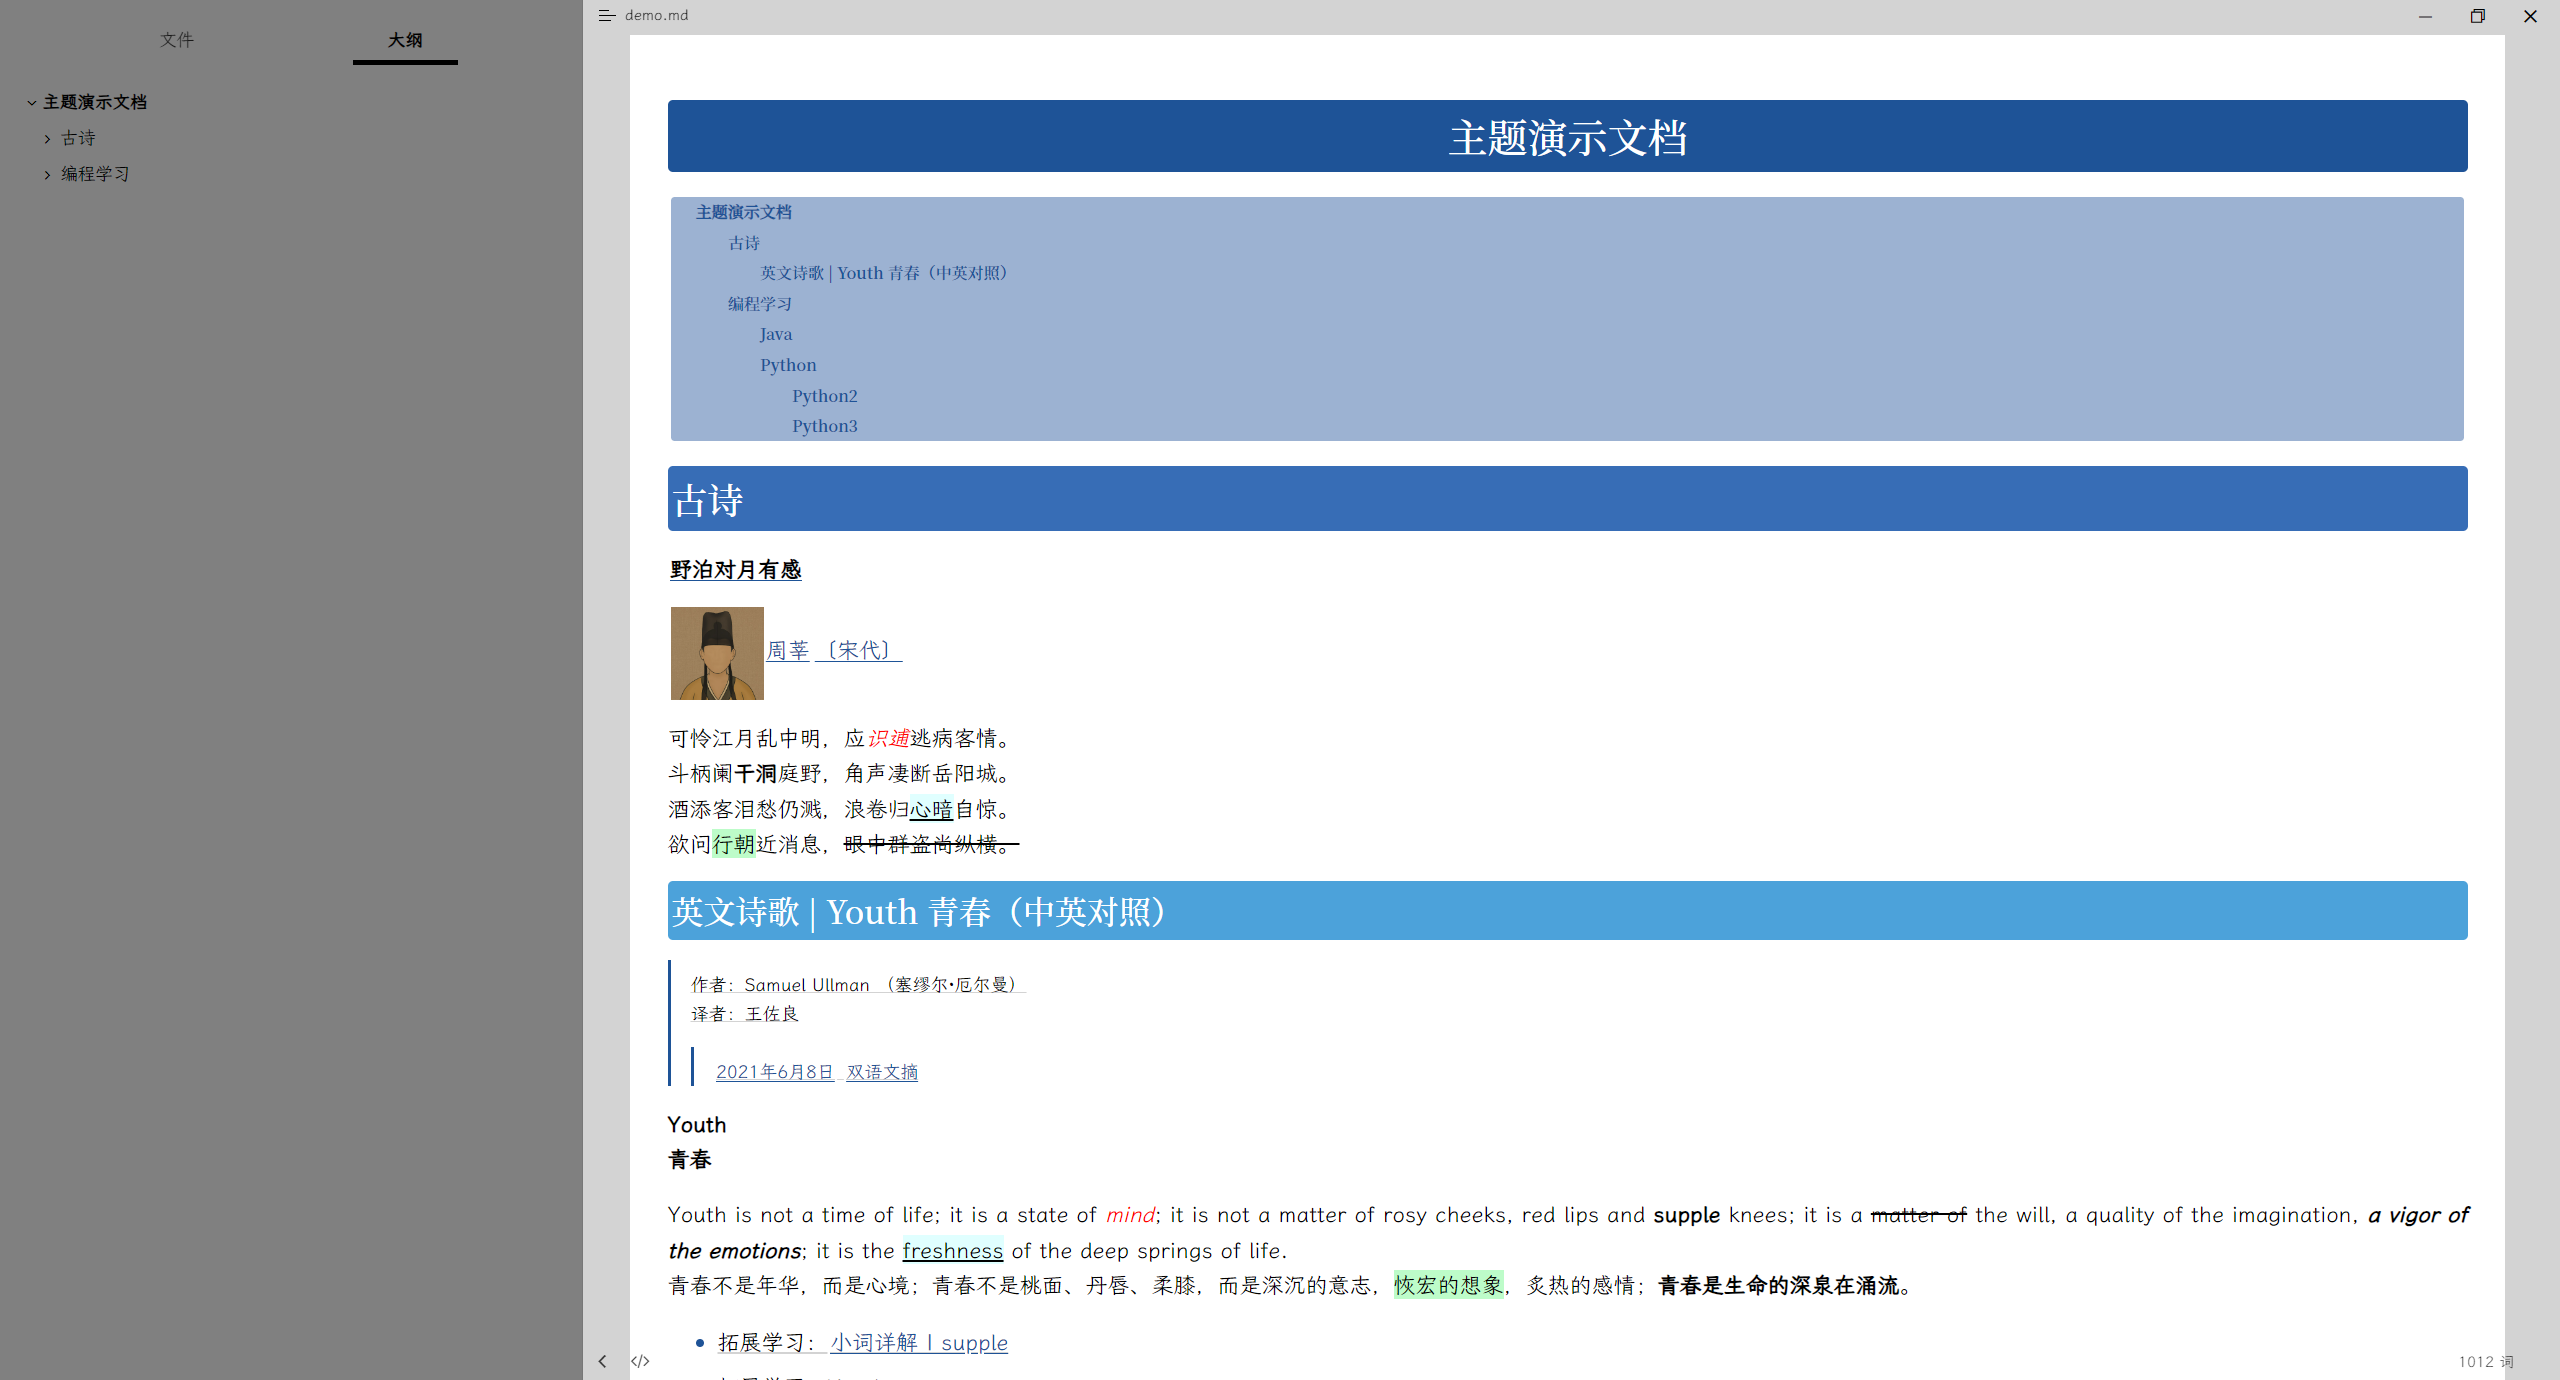 文件
大纲
主题演示文档
古诗
编程学习
demo.md
主题演示文档
主题演示文档
古诗
英文诗歌 | Youth 青春（中英对照）
编程学习
Java
Python
Python2
Python3
古诗
野泊对月有感
周莘 〔宋代〕
可怜江月乱中明，应识逋逃病客情。
斗柄阑干洞庭野，角声凄断岳阳城。
酒添客泪愁仍溅，浪卷归心暗自惊。
欲问行朝近消息，眼中群盗尚纵横。
英文诗歌 | Youth 青春（中英对照）
作者：Samuel Ullman （塞缪尔·厄尔曼）
译者：王佐良
2021年6月8日 双语文摘
Youth
青春
Youth is not a time of life; it is a state of mind; it is not a matter of rosy cheeks, red lips and supple knees; it is a matter of the will, a quality of the imagination, a vigor of
the emotions; it is the freshness of the deep springs of life.
青春不是年华，而是心境；青春不是桃面、丹唇、柔膝，而是深沉的意志，恢宏的想象，炙热的感情；青春是生命的深泉在涌流。
拓展学习： 小词详解 | supple
1012 词